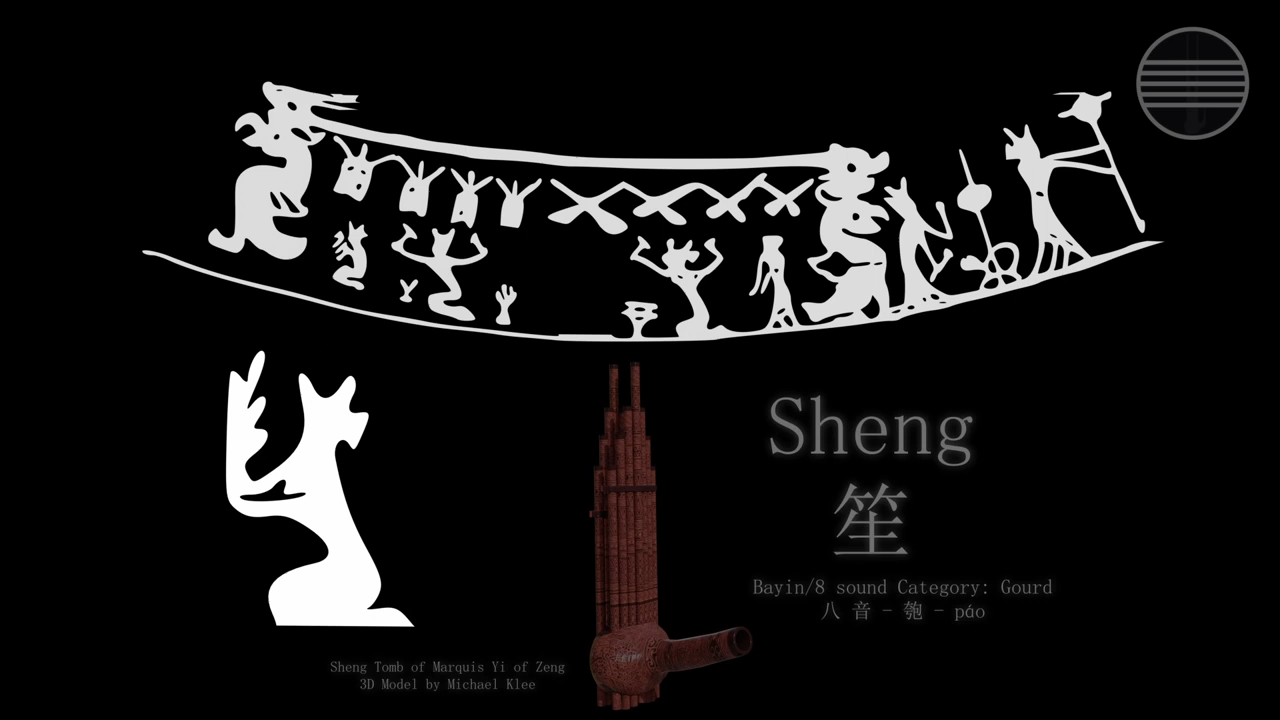 Sheng
笙
Bayin/8 sound Category: Gourd
八 音 - 匏 - páo
Sheng Tomb of Marquis Yi of Zeng
3D Model by Michael Klee